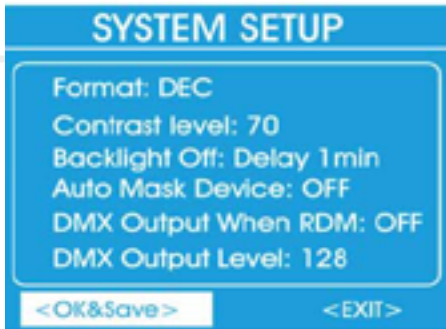 SYSTEM SETUP
Format: DEC
Contrast level: 70
Backlight Off: Delay 1min
Auto Mask Device: OFF
DMX Output When RDM: OFF
DMX Output Level: 128
<OK&Save> <EXIT>